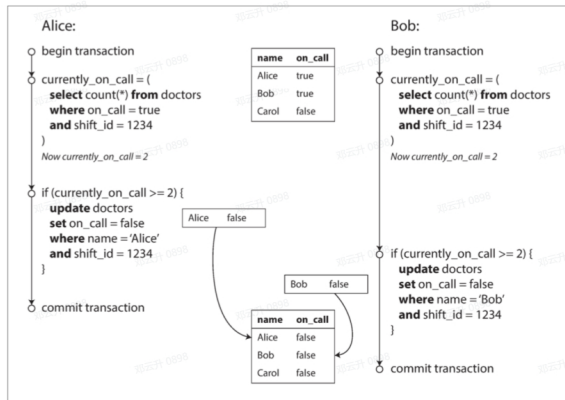 Alice:
begin transaction
currently_on_call = (
select count(*) from doctors
where on_call = true
and shift_id = 1234
)
Now currently_on_call = 2
if (currently_on_call >= 2) {
update doctors
set on_call = false
where name = 'Alice'
and shift_id = 1234
}
commit transaction
name on_call
Alice true
Bob true
Carol false
Alice false
Bob false
name on_call
Alice false
Bob false
Carol false
Bob:
begin transaction
currently_on_call = (
select count(*) from doctors
where on_call = true
and shift_id = 1234
)
Now currently_on_call = 2
if (currently_on_call >= 2) {
update doctors
set on_call = false
where name = 'Bob'
and shift_id = 1234
}
commit transaction